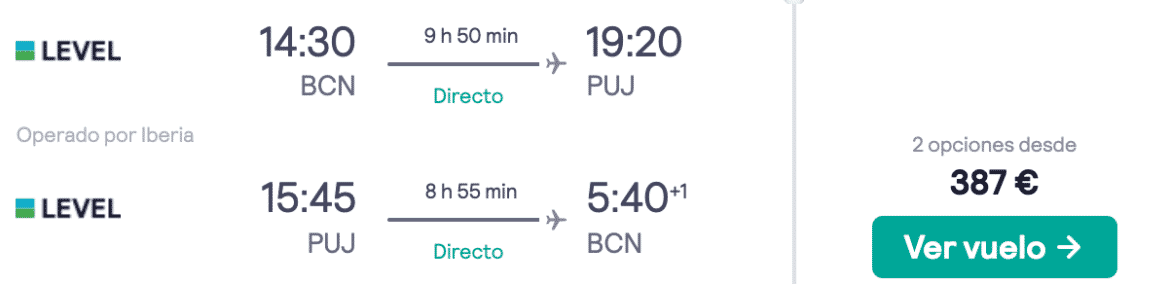 LEVEL
14:30
BCN
9 h 50 min
Directo
19:20
PUJ
Operado por Iberia
LEVEL
15:45
PUJ
8 h 55 min
Directo
5:40+1
BCN
2 opciones desde
387 €
Ver vuelo →